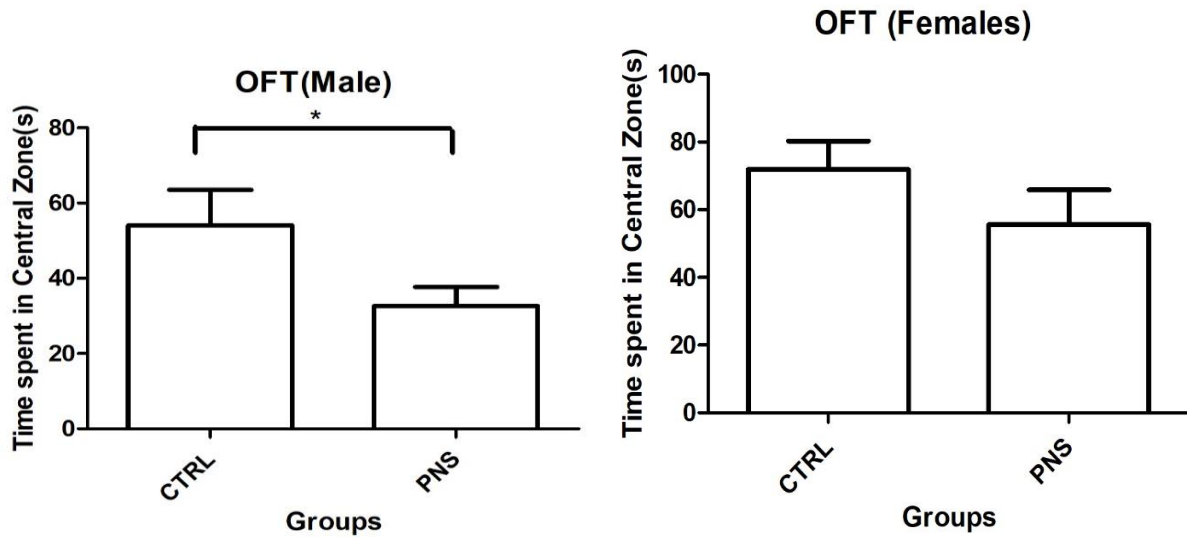 OFT(Male)
*
Time spent in Central Zone(s)
80
60
40
20
0
CTRL
PNS
Groups
OFT (Females)
Time spent in Central Zone(s)
100
80
60
40
20
0
CTRL
PNS
Groups